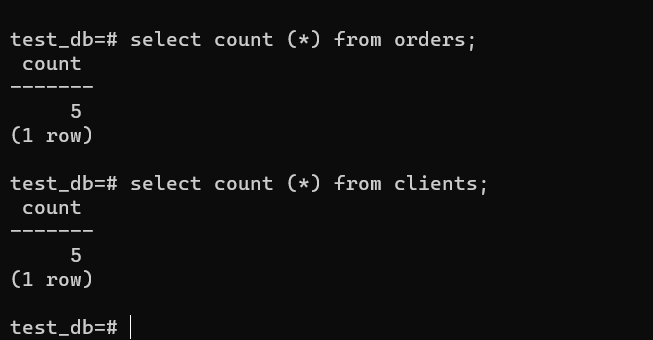 test_db=# select count (*) from orders;
 count
-------
     5
(1 row)

test_db=# select count (*) from clients;
 count
-------
     5
(1 row)

test_db=#